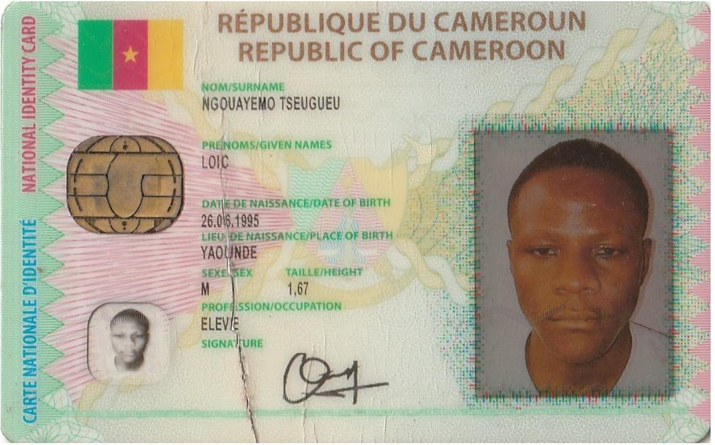 RÉPUBLIQUE DU CAMEROUN
REPUBLIC OF CAMEROON
NATIONAL IDENTITY CARD
CARTE NATIONALE D'IDENTITÉ
NOM/SURNAME
NGOUAYEMO TSEUGUEU
PRENOMS/GIVEN NAMES
LOIC
DATE DE NAISSANCE/DATE OF BIRTH
26.06.1995
LIEU DE NAISSANCE/PLACE OF BIRTH
YAOUNDE
SEXE/SEX TAILLE/HEIGHT
M 1,67
PROFESSION/OCCUPATION
ELEVE
SIGNATURE